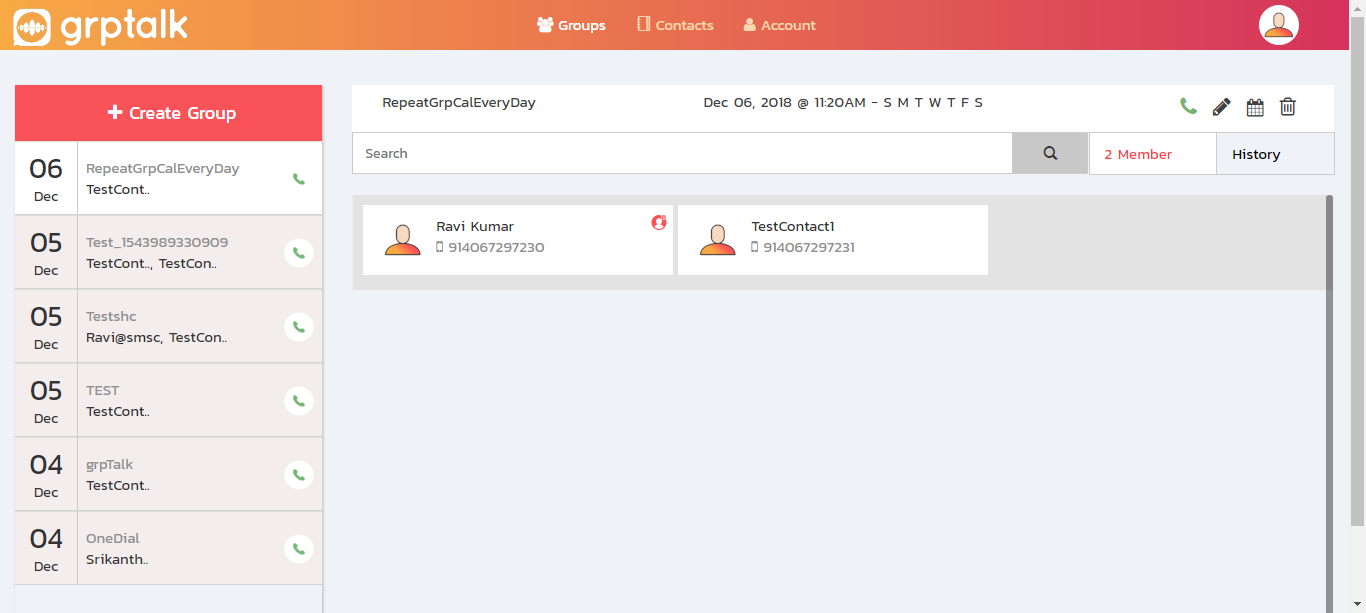 grptalk
Groups
Contacts
Account
Create Group
06
Dec
RepeatGrpCalEveryDay
TestCont..
05
Dec
Test_1543989330909
TestCont.., TestCon..
05
Dec
Testshc
Ravi@smsc, TestCon..
05
Dec
TEST
TestCont..
04
Dec
grpTalk
TestCont..
04
Dec
OneDial
Srikanth..
RepeatGrpCalEveryDay
Dec 06, 2018 @ 11:20AM - S M T W T F S
Search
2 Member
History
Ravi Kumar
914067297230
TestContact1
914067297231